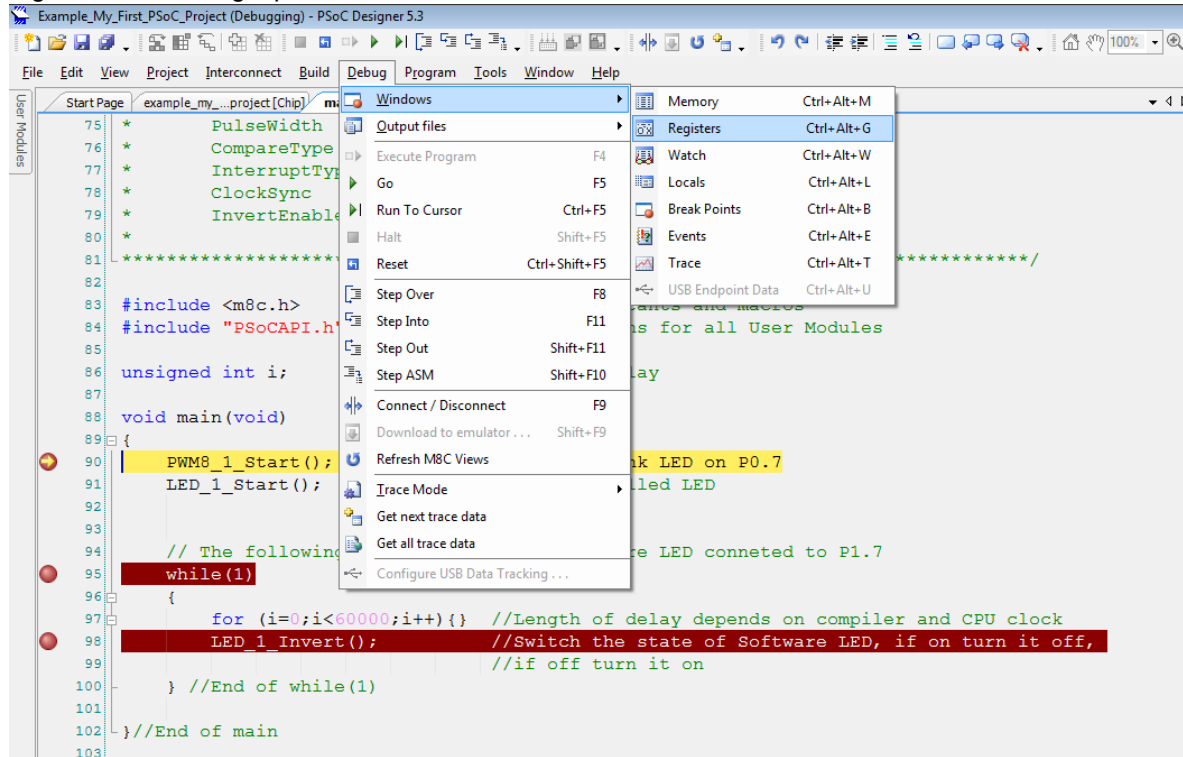 Example_My_First_PSoC_Project (Debugging) - PSoC Designer 5.3
100%
File Edit View Project Interconnect Build Debug Program Tools Window Help
User Modules
Start Page example_my_...project [Chip]
Windows
Output files
Execute Program F4
Go F5
Run To Cursor Ctrl+F5
Halt Shift+F5
Reset Ctrl+Shift+F5
Step Over F8
Step Into F11
Step Out Shift+F11
Step ASM Shift+F10
Connect / Disconnect F9
Download to emulator . . . Shift+F9
Refresh M8C Views
Trace Mode
Get next trace data
Get all trace data
Configure USB Data Tracking . . .
Memory Ctrl+Alt+M
Registers Ctrl+Alt+G
Watch Ctrl+Alt+W
Locals Ctrl+Alt+L
Break Points Ctrl+Alt+B
Events Ctrl+Alt+E
Trace Ctrl+Alt+T
USB Endpoint Data Ctrl+Alt+U
75 * PulseWidth
76 * CompareType
77 * InterruptTyp
78 * ClockSync
79 * InvertEnable
80 *
81 ******************* ************/
82
83 #include <m8c.h> and macros
84 #include "PSoCAPI.h" for all User Modules
85
86 unsigned int i; lay
87
88 void main(void)
89 {
90 PWM8_1_Start(); nk LED on P0.7
91 LED_1_Start(); lled LED
92
93
94 // The following re LED conneted to P1.7
95 while(1)
96 {
97 for (i=0;i<60000;i++){} //Length of delay depends on compiler and CPU clock
98 LED_1_Invert(); //Switch the state of Software LED, if on turn it off,
99 //if off turn it on
100 } //End of while(1)
101
102 }//End of main
103